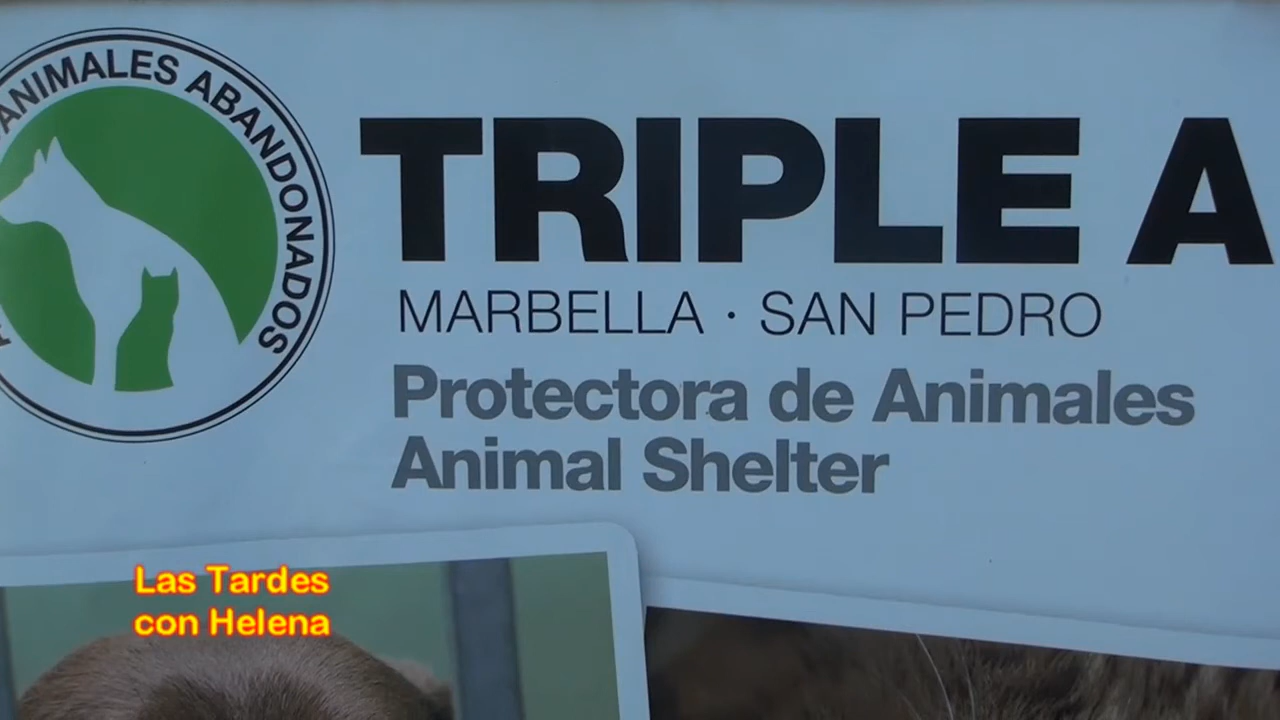 ANIMALES ABANDONADOS
TRIPLE A
MARBELLA · SAN PEDRO
Protectora de Animales
Animal Shelter
Las Tardes
con Helena